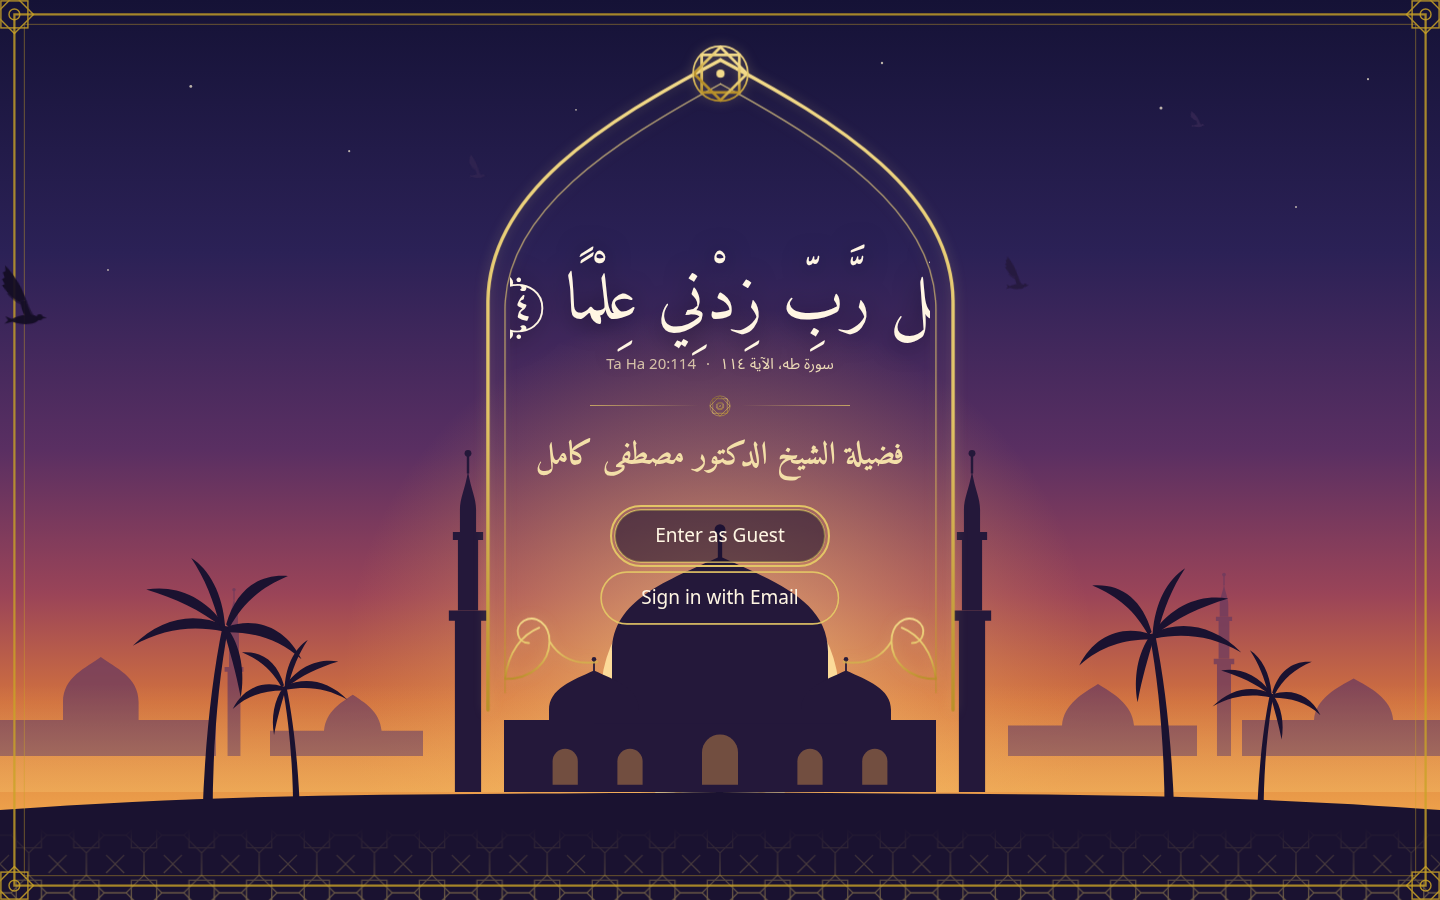 رَّبِّ زِدْنِي عِلْمًا
سورة طه، الآية ١١٤ · Ta Ha 20:114
فضيلة الشيخ الدكتور مصطفى كامل
Enter as Guest
Sign in with Email